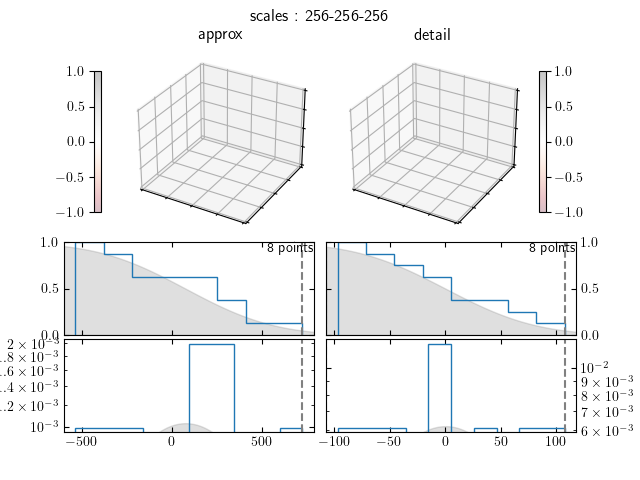 scales : 256-256-256
approx
detail
1.0
0.5
0.0
−0.5
−1.0
1.0
0.5
0.0
−0.5
−1.0
1.0
0.5
0.0
8 points
8 points
1.0
0.5
0.0
2 × 10⁻³
1.8 × 10⁻³
1.6 × 10⁻³
1.4 × 10⁻³
1.2 × 10⁻³
10⁻³
10⁻²
9 × 10⁻³
8 × 10⁻³
7 × 10⁻³
6 × 10⁻³
−500
0
500
−100
−50
0
50
100